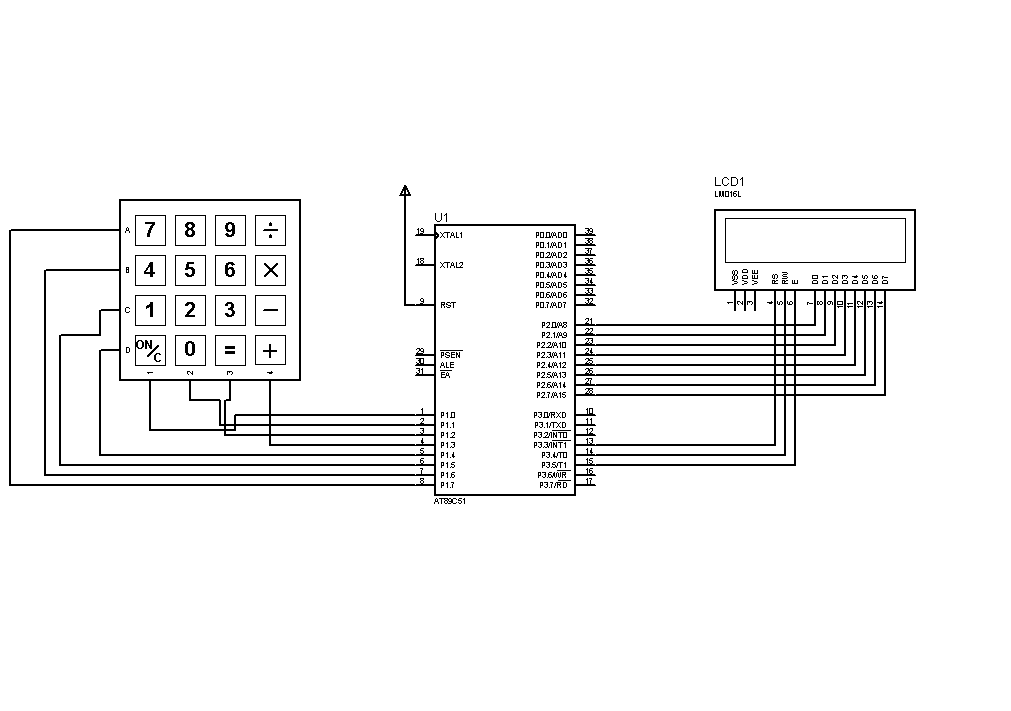 LCD1
LM016L
VSS VDD VEE RS RW E D0 D1 D2 D3 D4 D5 D6 D7
1 2 3 4 5 6 7 8 9 10 11 12 13 14
A 7 8 9 ÷
B 4 5 6 ×
C 1 2 3 −
D ON/C 0 = +
1 2 3 4
U1
19 XTAL1
18 XTAL2
9 RST
29 PSEN
30 ALE
31 EA
1 P1.0
2 P1.1
3 P1.2
4 P1.3
5 P1.4
6 P1.5
7 P1.6
8 P1.7
P0.0/AD0 39
P0.1/AD1 38
P0.2/AD2 37
P0.3/AD3 36
P0.4/AD4 35
P0.5/AD5 34
P0.6/AD6 33
P0.7/AD7 32
P2.0/A8 21
P2.1/A9 22
P2.2/A10 23
P2.3/A11 24
P2.4/A12 25
P2.5/A13 26
P2.6/A14 27
P2.7/A15 28
P3.0/RXD 10
P3.1/TXD 11
P3.2/INT0 12
P3.3/INT1 13
P3.4/T0 14
P3.5/T1 15
P3.6/WR 16
P3.7/RD 17
AT89C51